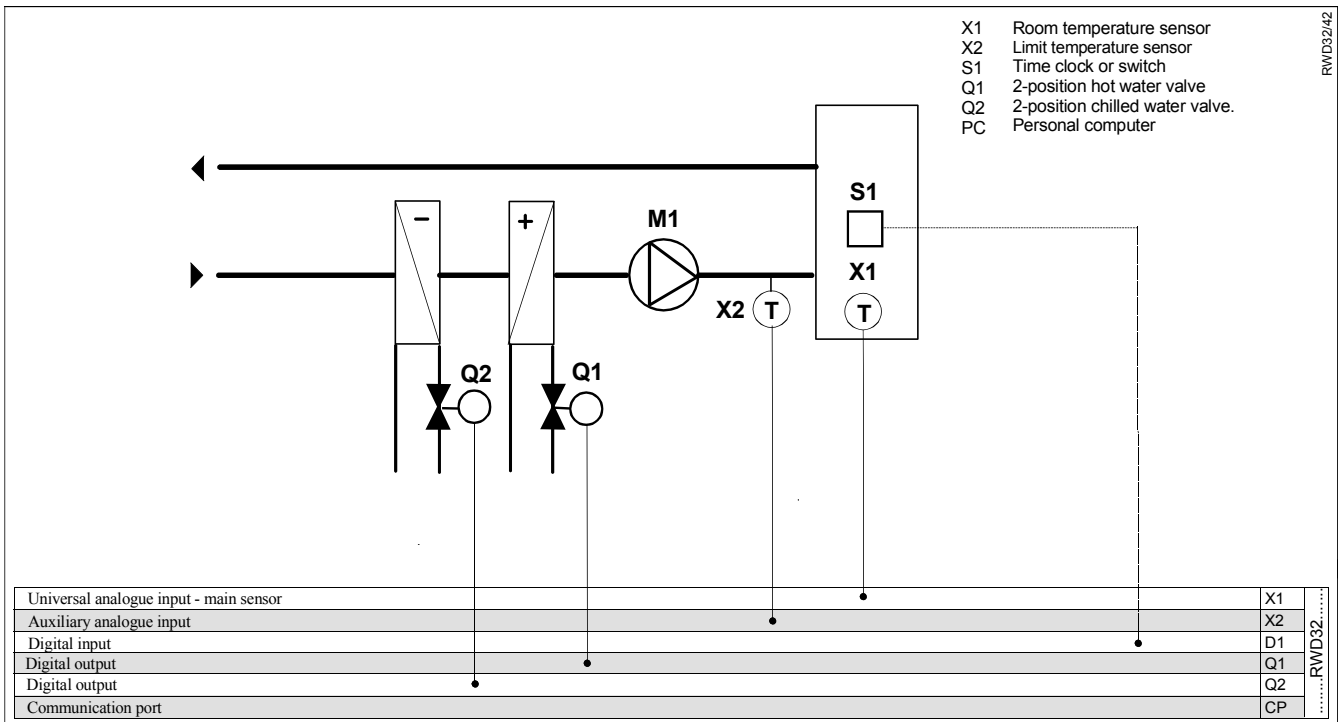 X1 Room temperature sensor
X2 Limit temperature sensor
S1 Time clock or switch
Q1 2-position hot water valve
Q2 2-position chilled water valve.
PC Personal computer
RWD32/42
S1
− + M1
X1
X2 T T
Q2 Q1
Universal analogue input - main sensor X1
Auxiliary analogue input X2
Digital input D1
Digital output Q1
Digital output Q2
Communication port CP
........RWD32.......